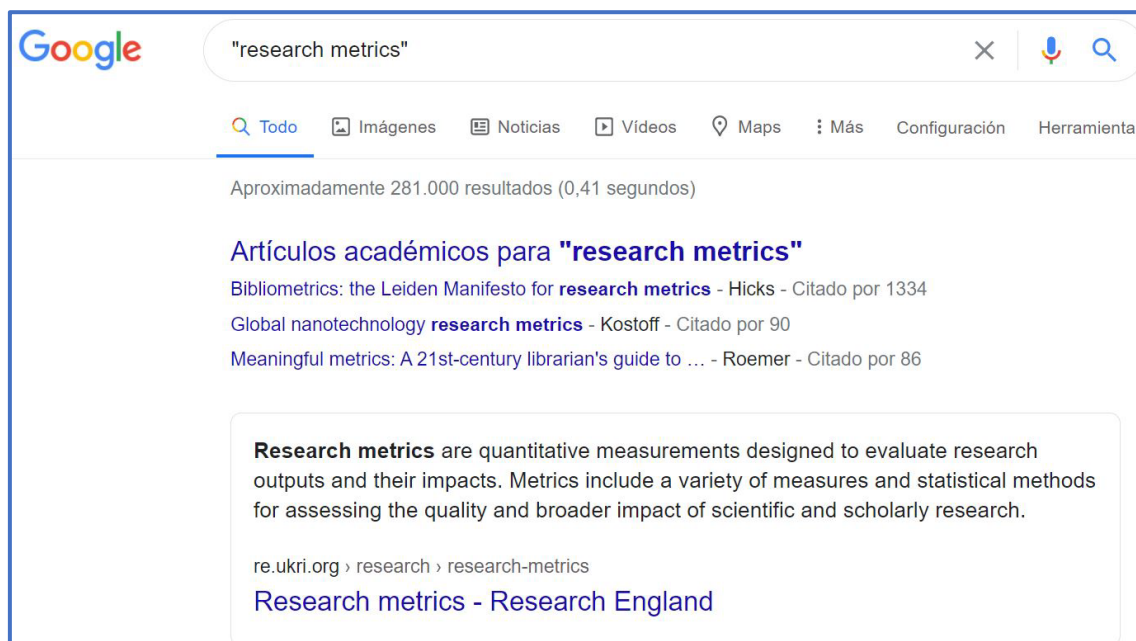 Google
"research metrics"
Todo Imágenes Noticias Vídeos Maps Más Configuración Herramienta
Aproximadamente 281.000 resultados (0,41 segundos)
Artículos académicos para "research metrics"
Bibliometrics: the Leiden Manifesto for research metrics - Hicks - Citado por 1334
Global nanotechnology research metrics - Kostoff - Citado por 90
Meaningful metrics: A 21st-century librarian's guide to … - Roemer - Citado por 86
Research metrics are quantitative measurements designed to evaluate research
outputs and their impacts. Metrics include a variety of measures and statistical methods
for assessing the quality and broader impact of scientific and scholarly research.
re.ukri.org › research › research-metrics
Research metrics - Research England